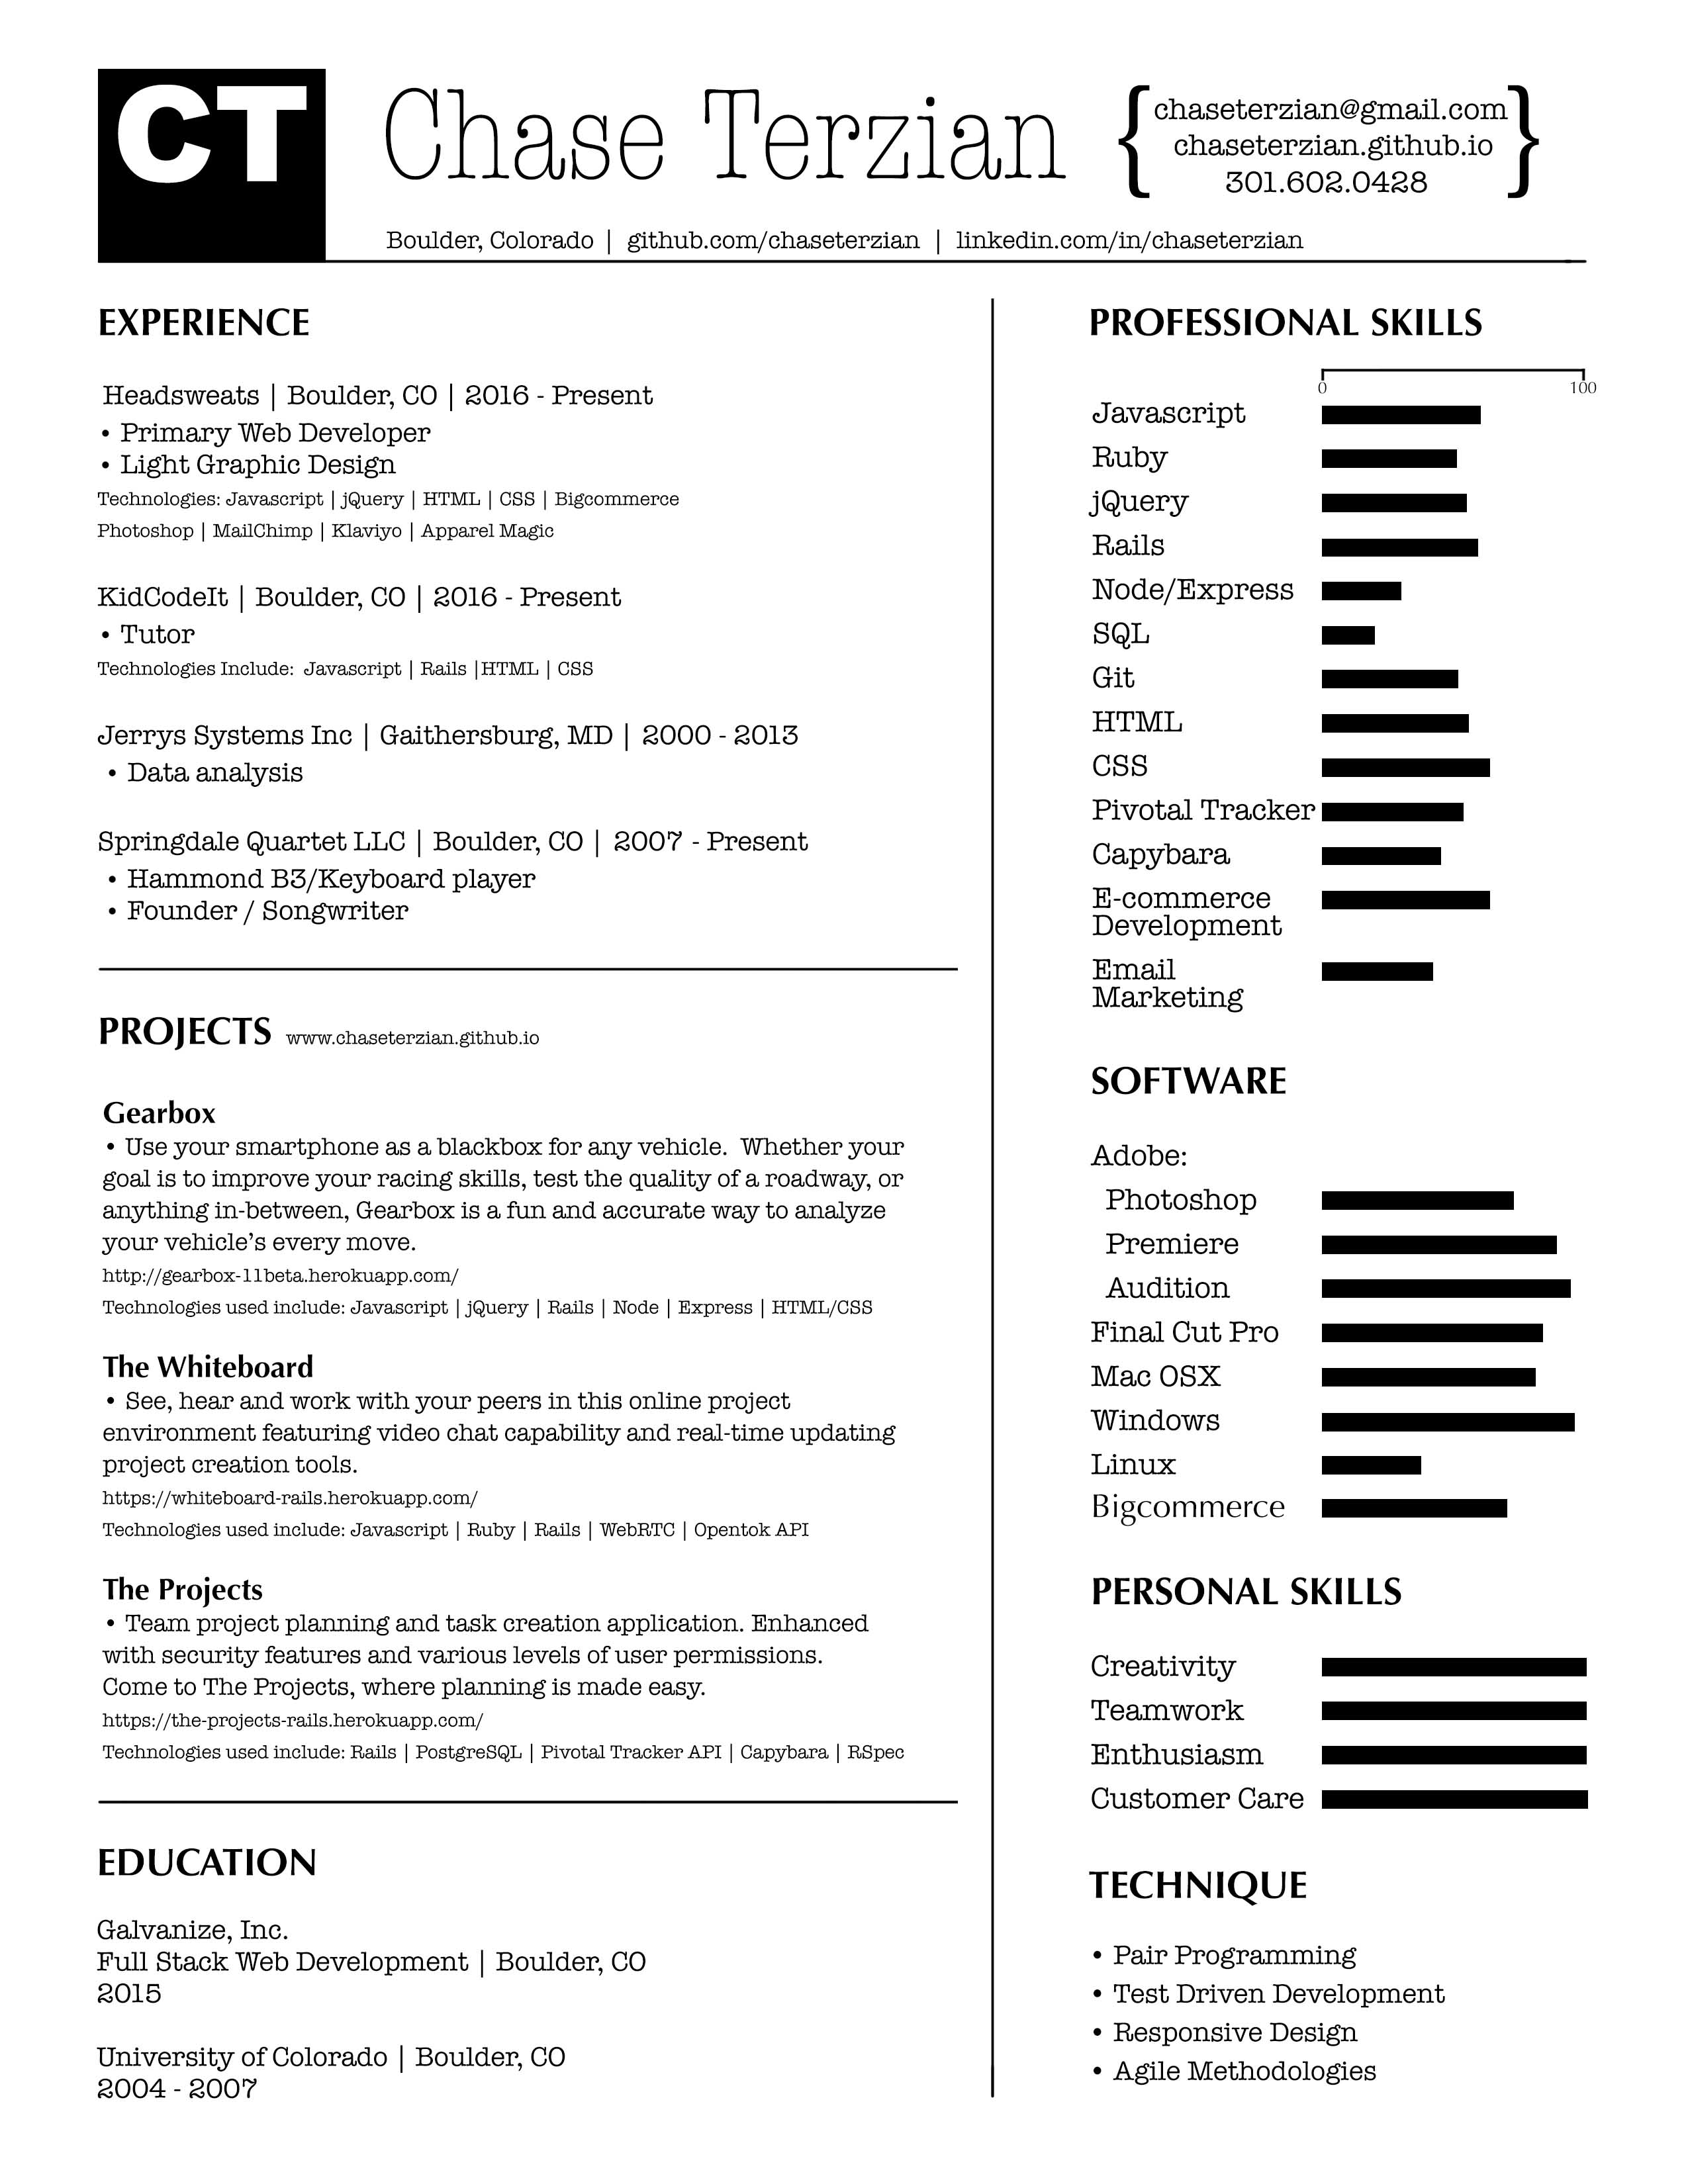 CT
Chase Terzian
{ chaseterzian@gmail.com
chaseterzian.github.io
301.602.0428 }
Boulder, Colorado | github.com/chaseterzian | linkedin.com/in/chaseterzian
EXPERIENCE
Headsweats | Boulder, CO | 2016 - Present
• Primary Web Developer
• Light Graphic Design
Technologies: Javascript | jQuery | HTML | CSS | Bigcommerce
Photoshop | MailChimp | Klaviyo | Apparel Magic
KidCodeIt | Boulder, CO | 2016 - Present
• Tutor
Technologies Include:  Javascript | Rails |HTML | CSS
Jerrys Systems Inc | Gaithersburg, MD | 2000 - 2013
• Data analysis
Springdale Quartet LLC | Boulder, CO | 2007 - Present
• Hammond B3/Keyboard player
• Founder / Songwriter
PROJECTS www.chaseterzian.github.io
Gearbox
• Use your smartphone as a blackbox for any vehicle.  Whether your
goal is to improve your racing skills, test the quality of a roadway, or
anything in-between, Gearbox is a fun and accurate way to analyze
your vehicle’s every move.
http://gearbox-11beta.herokuapp.com/
Technologies used include: Javascript | jQuery | Rails | Node | Express | HTML/CSS
The Whiteboard
• See, hear and work with your peers in this online project
environment featuring video chat capability and real-time updating
project creation tools.
https://whiteboard-rails.herokuapp.com/
Technologies used include: Javascript | Ruby | Rails | WebRTC | Opentok API
The Projects
• Team project planning and task creation application. Enhanced
with security features and various levels of user permissions.
Come to The Projects, where planning is made easy.
https://the-projects-rails.herokuapp.com/
Technologies used include: Rails | PostgreSQL | Pivotal Tracker API | Capybara | RSpec
EDUCATION
Galvanize, Inc.
Full Stack Web Development | Boulder, CO
2015
University of Colorado | Boulder, CO
2004 - 2007
PROFESSIONAL SKILLS
0 100
Javascript
Ruby
jQuery
Rails
Node/Express
SQL
Git
HTML
CSS
Pivotal Tracker
Capybara
E-commerce
Development
Email
Marketing
SOFTWARE
Adobe:
Photoshop
Premiere
Audition
Final Cut Pro
Mac OSX
Windows
Linux
Bigcommerce
PERSONAL SKILLS
Creativity
Teamwork
Enthusiasm
Customer Care
TECHNIQUE
• Pair Programming
• Test Driven Development
• Responsive Design
• Agile Methodologies